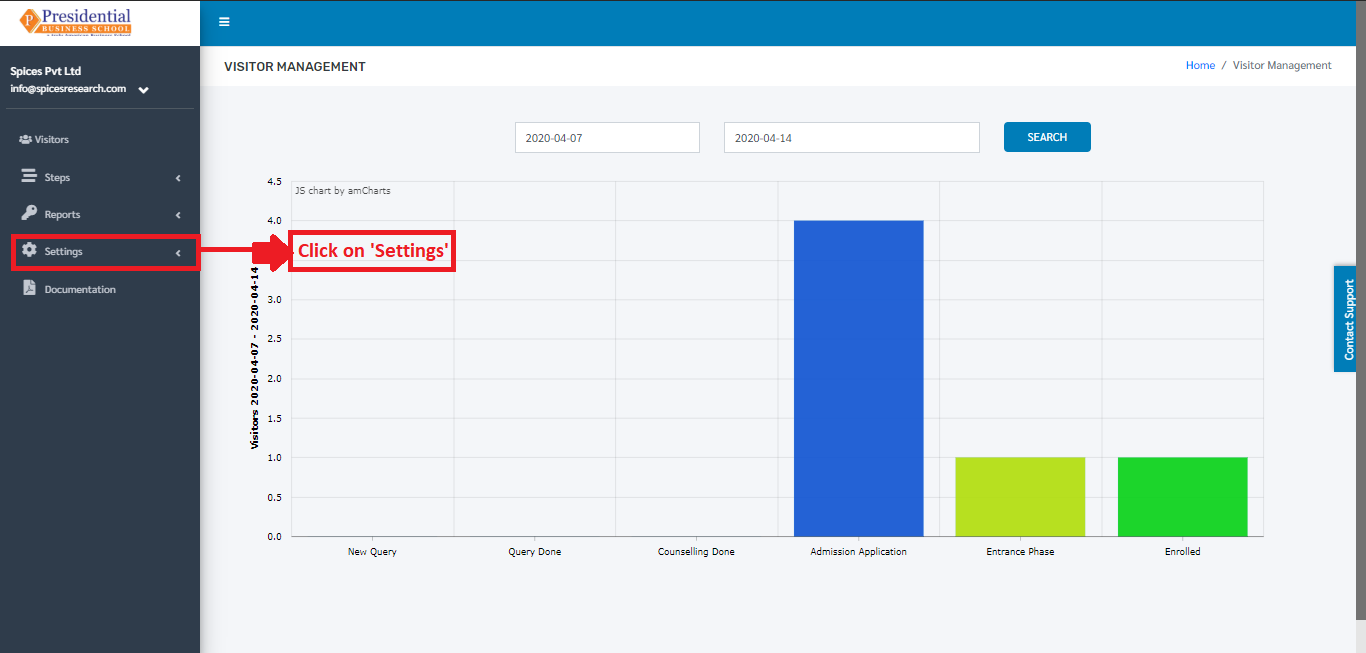 Presidential
BUSINESS SCHOOL
Spices Pvt Ltd
info@spicesresearch.com
Visitors
Steps
Reports
Settings
Documentation
VISITOR MANAGEMENT
Home / Visitor Management
2020-04-07
2020-04-14
SEARCH
JS chart by amCharts
Click on 'Settings'
Visitors 2020-04-07 - 2020-04-14
4.5
4.0
3.0
2.5
2.0
1.5
1.0
0.5
0.0
New Query
Query Done
Counselling Done
Admission Application
Entrance Phase
Enrolled
Contact Support